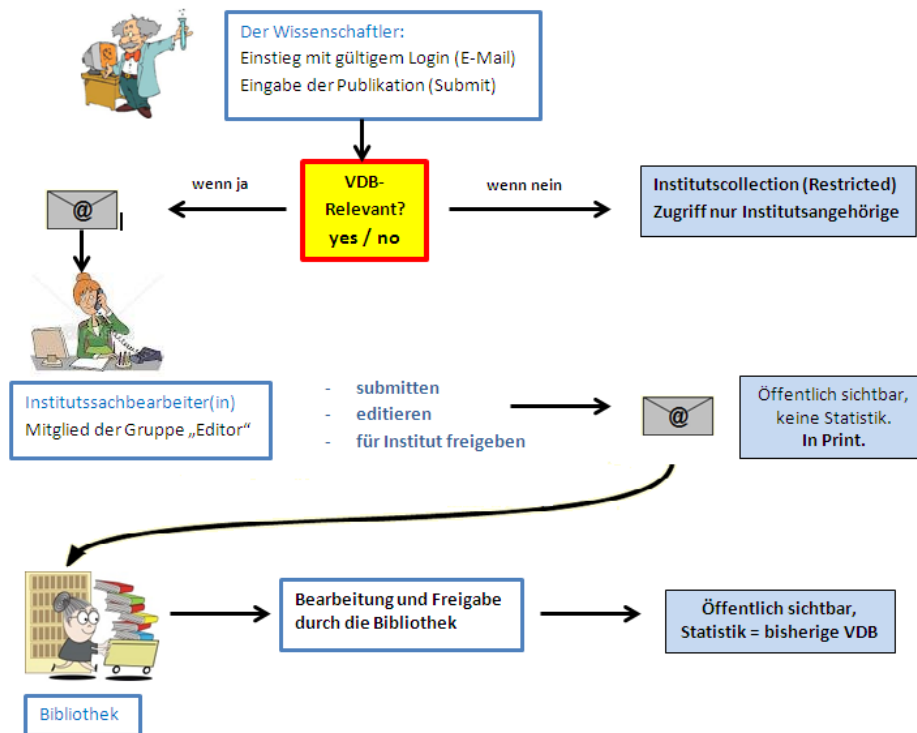 Der Wissenschaftler:
Einstieg mit gültigem Login (E-Mail)
Eingabe der Publikation (Submit)
wenn ja
VDB-
Relevant?
yes / no
wenn nein
Institutscollection (Restricted)
Zugriff nur Institutsangehörige
@
Institutssachbearbeiter(in)
Mitglied der Gruppe „Editor“
- submitten
- editieren
- für Institut freigeben
@
Öffentlich sichtbar,
keine Statistik.
In Print.
Bearbeitung und Freigabe
durch die Bibliothek
Öffentlich sichtbar,
Statistik = bisherige VDB
Bibliothek